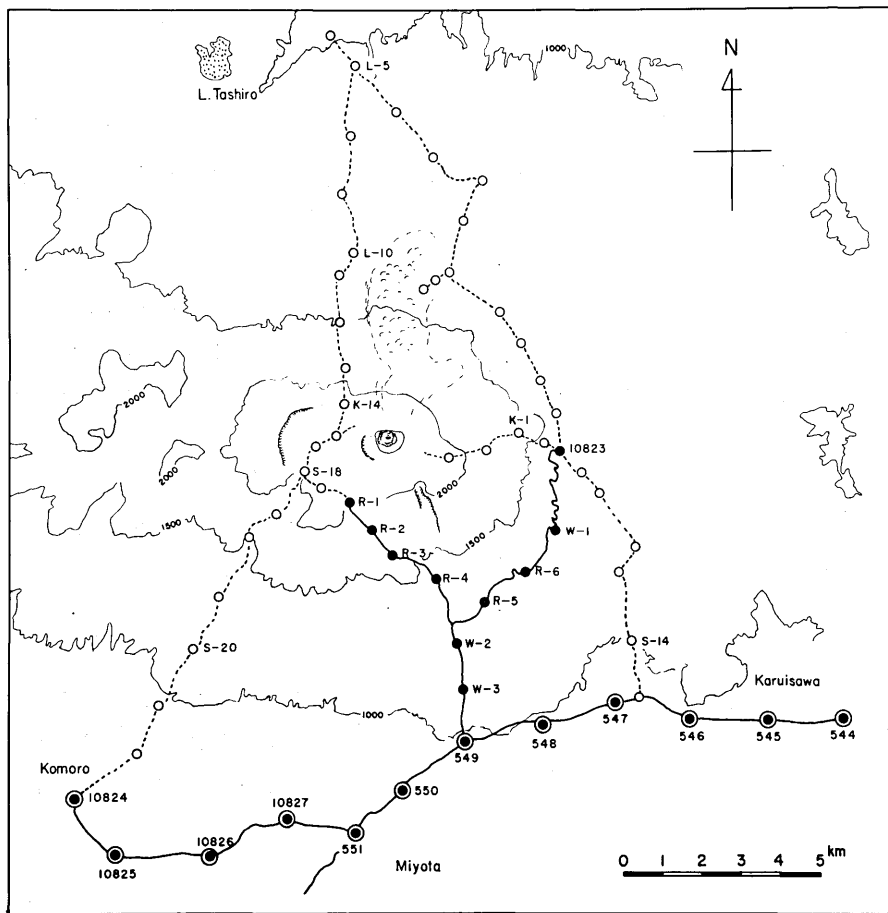 1000
L-5
N
L. Tashiro
L-10
2000
K-14
K-1
10823
2000
S-18
2000
R-1
1500
R-2
W-1
1500
R-3
R-6
R-4
R-5
W-2
S-14
S-20
W-3
Karuisawa
1000
547
546
545
544
548
549
Komoro
10824
550
10827
10826
551
10825
Miyota
km
0 1 2 3 4 5